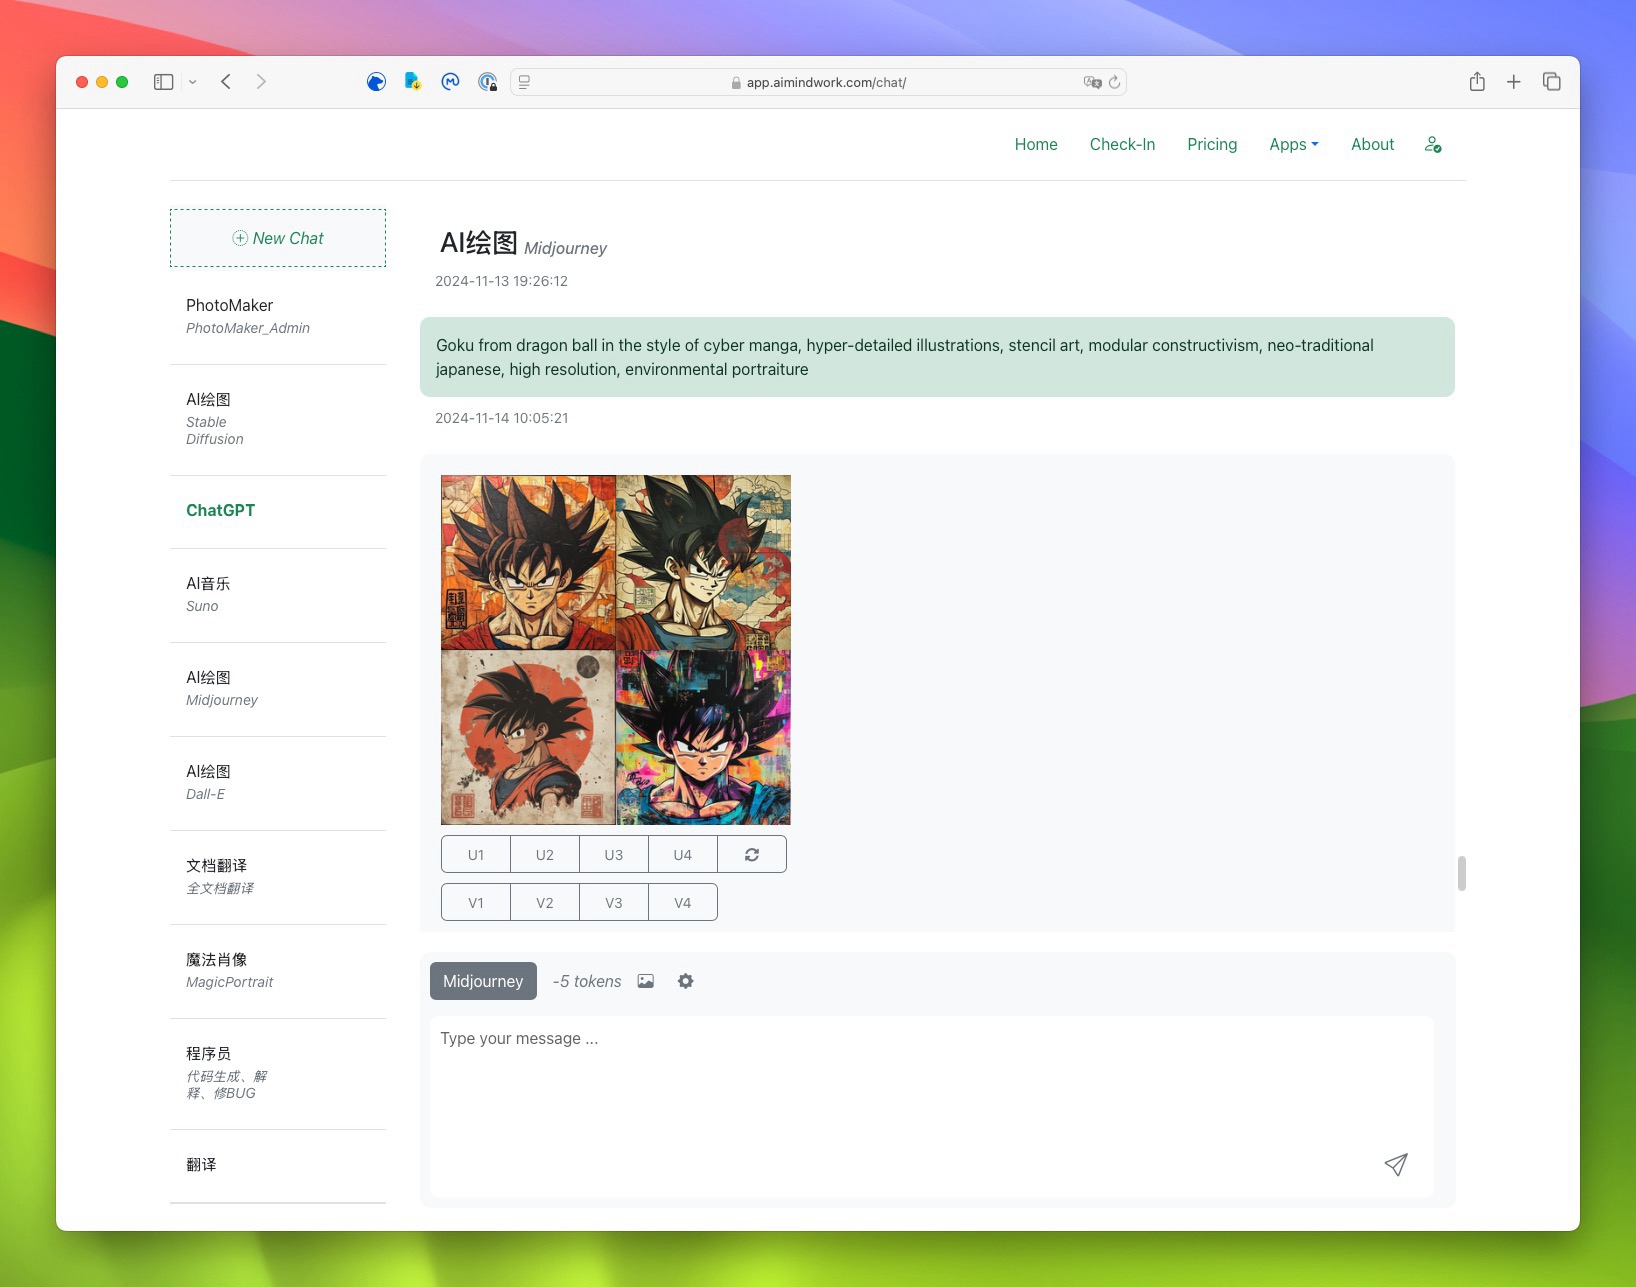 app.aimindwork.com/chat/
Home
Check-In
Pricing
Apps
About
New Chat
PhotoMaker
PhotoMaker_Admin
AI绘图
Stable
Diffusion
ChatGPT
AI音乐
Suno
AI绘图
Midjourney
AI绘图
Dall-E
文档翻译
全文档翻译
魔法肖像
MagicPortrait
程序员
代码生成、解
释、修BUG
翻译
AI绘图 Midjourney
2024-11-13 19:26:12
Goku from dragon ball in the style of cyber manga, hyper-detailed illustrations, stencil art, modular constructivism, neo-traditional
japanese, high resolution, environmental portraiture
2024-11-14 10:05:21
U1
U2
U3
U4
V1
V2
V3
V4
Midjourney
-5 tokens
Type your message ...